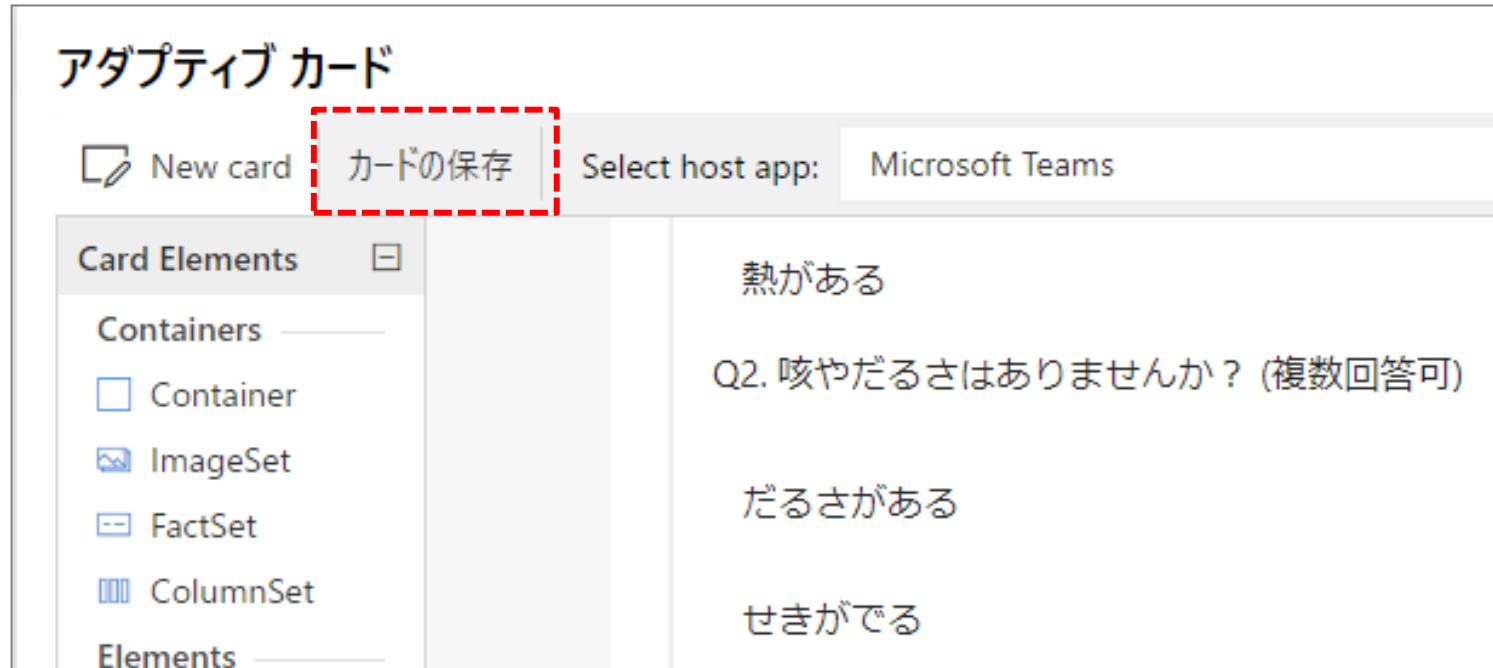 アダプティブ カード
New card カードの保存 Select host app: Microsoft Teams
Card Elements
Containers
Container
ImageSet
FactSet
ColumnSet
Elements
熱がある
Q2. 咳やだるさはありませんか？ (複数回答可)
だるさがある
せきがでる